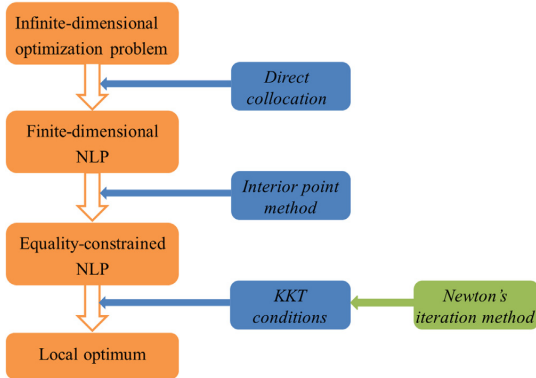 Infinite-dimensional
optimization problem
Direct
collocation
Finite-dimensional
NLP
Interior point
method
Equality-constrained
NLP
KKT
conditions
Newton's
iteration method
Local optimum